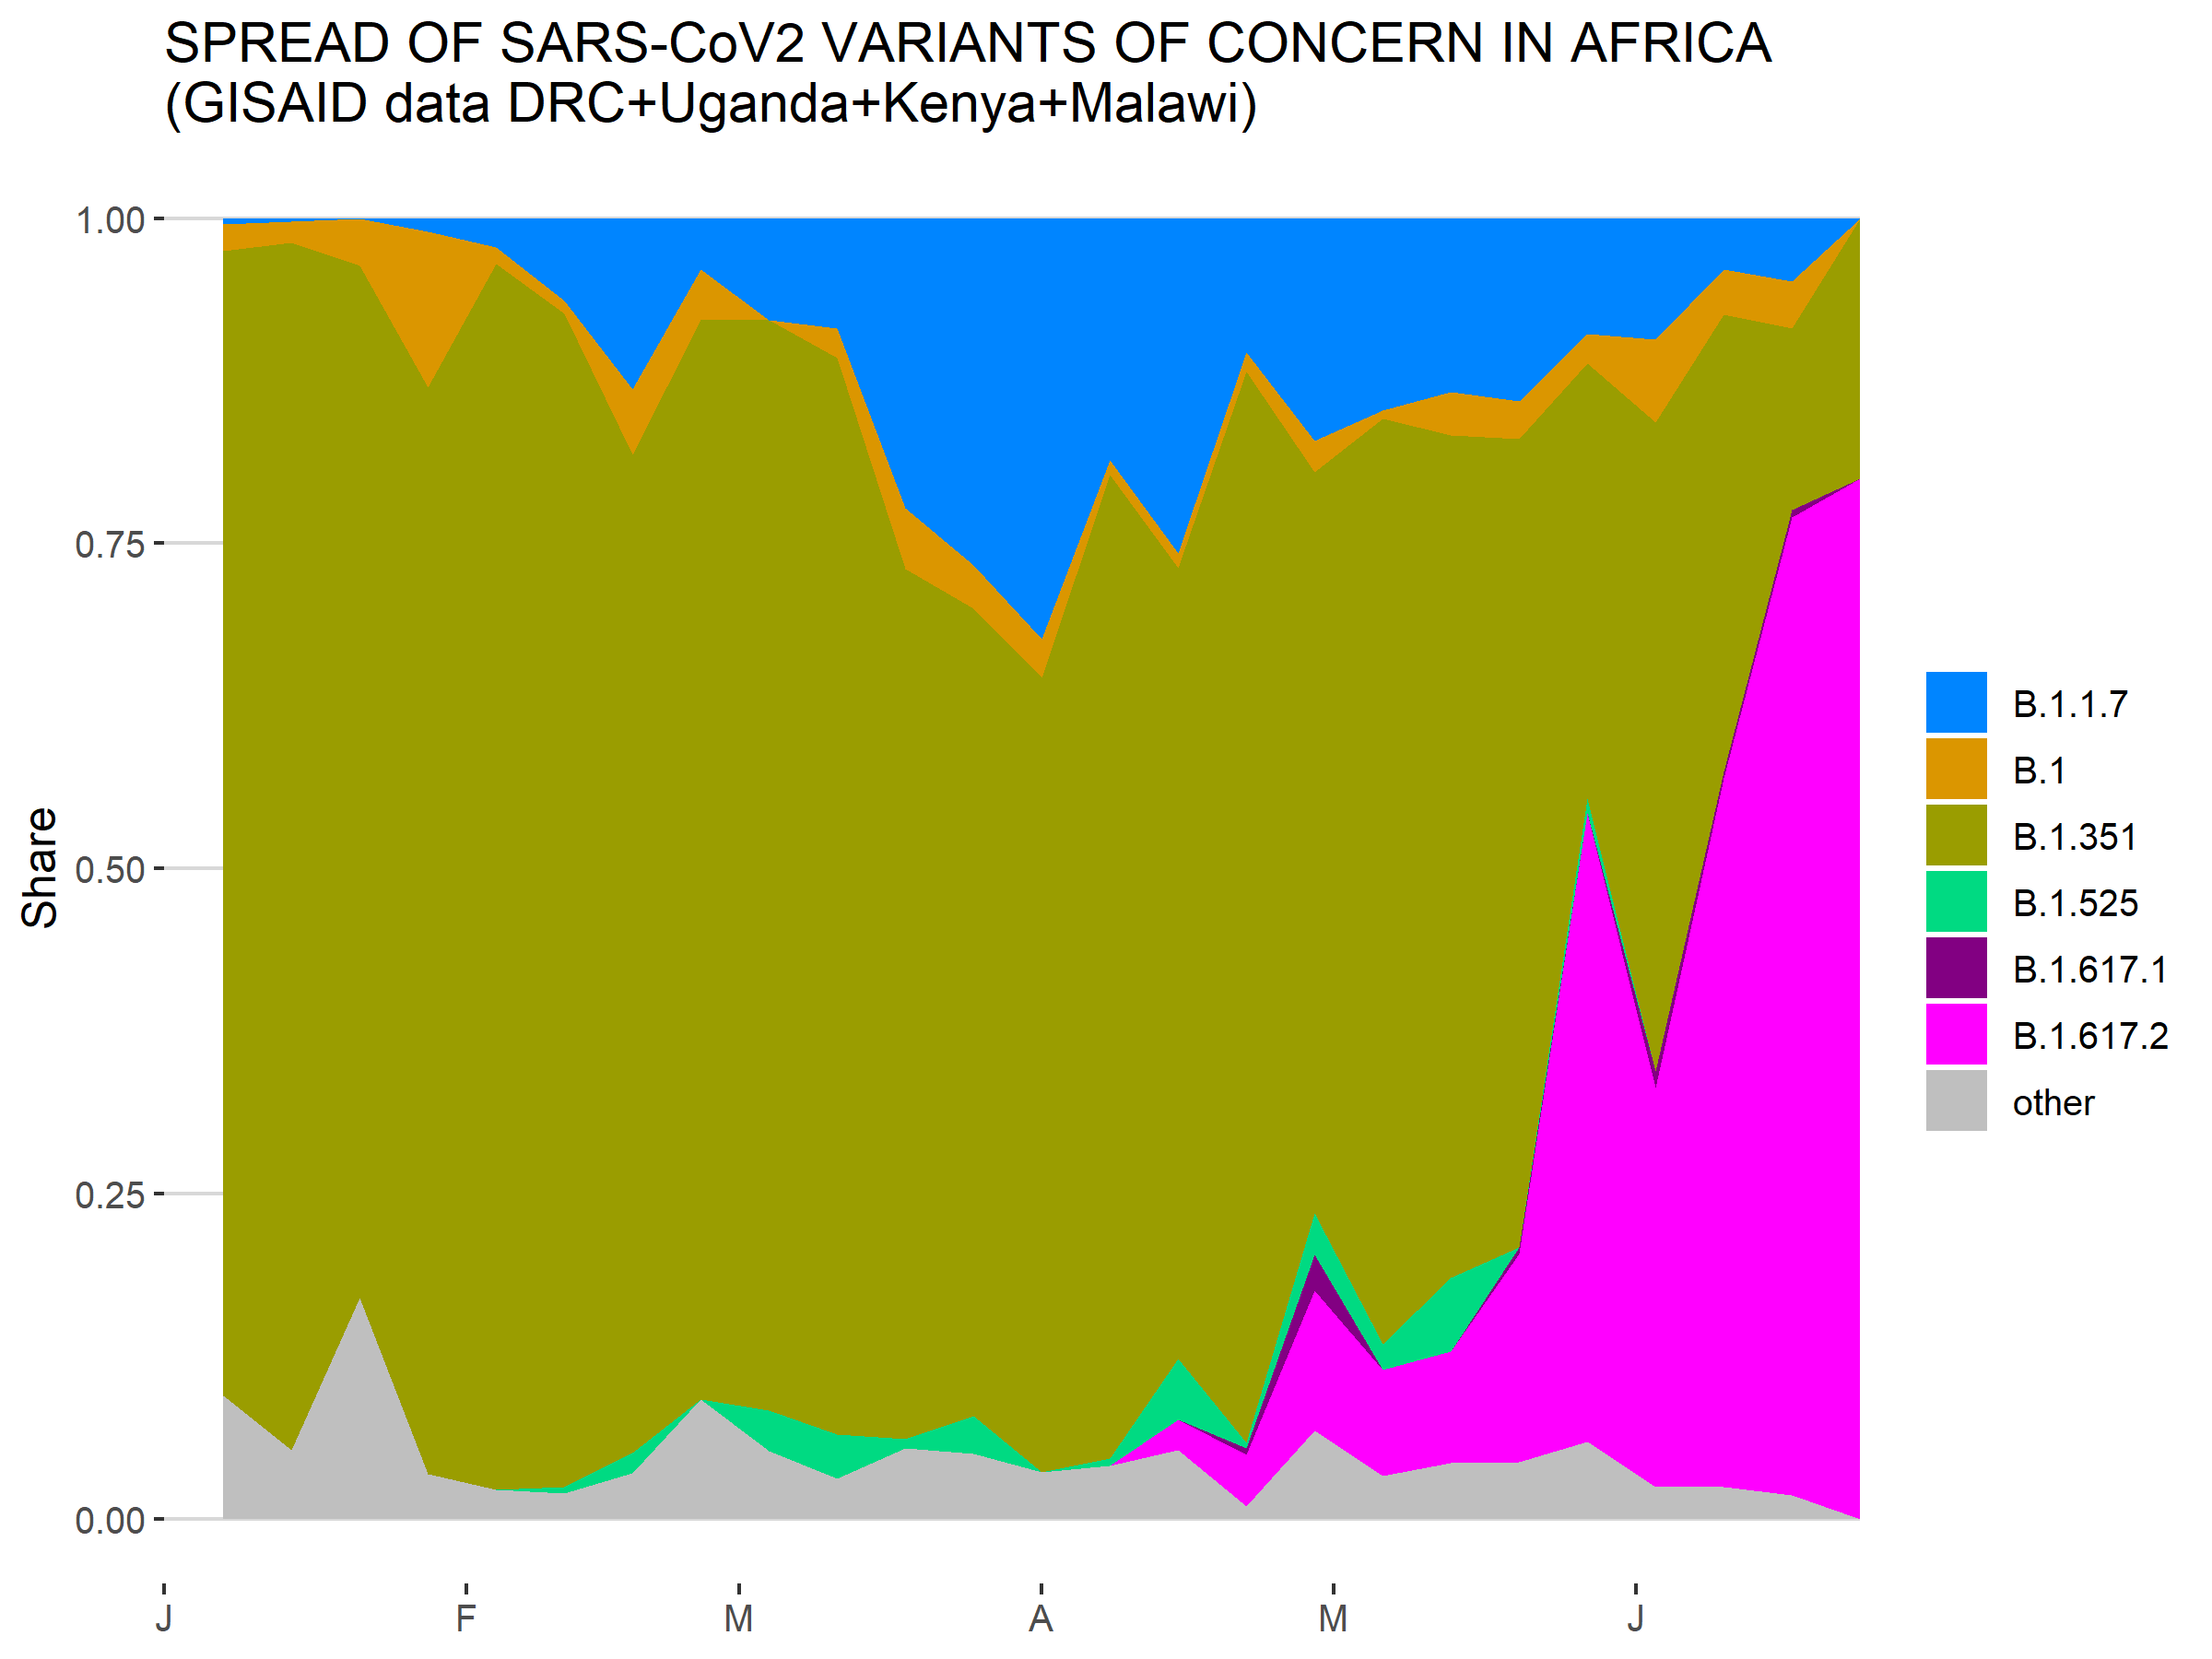 SPREAD OF SARS-CoV2 VARIANTS OF CONCERN IN AFRICA
(GISAID data DRC+Uganda+Kenya+Malawi)
1.00
0.75
0.50
0.25
0.00
Share
J F M A M J
B.1.1.7
B.1
B.1.351
B.1.525
B.1.617.1
B.1.617.2
other